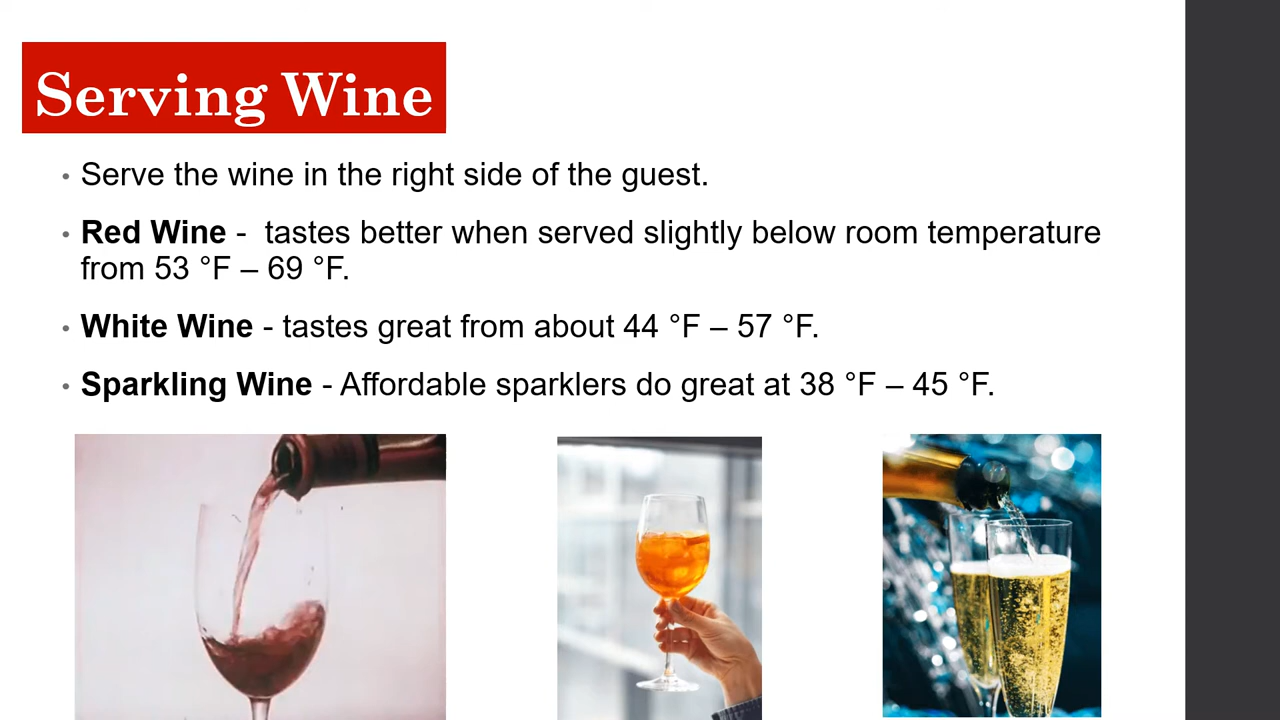 Serving Wine
• Serve the wine in the right side of the guest.
• Red Wine -  tastes better when served slightly below room temperature
from 53 °F – 69 °F.
• White Wine - tastes great from about 44 °F – 57 °F.
• Sparkling Wine - Affordable sparklers do great at 38 °F – 45 °F.